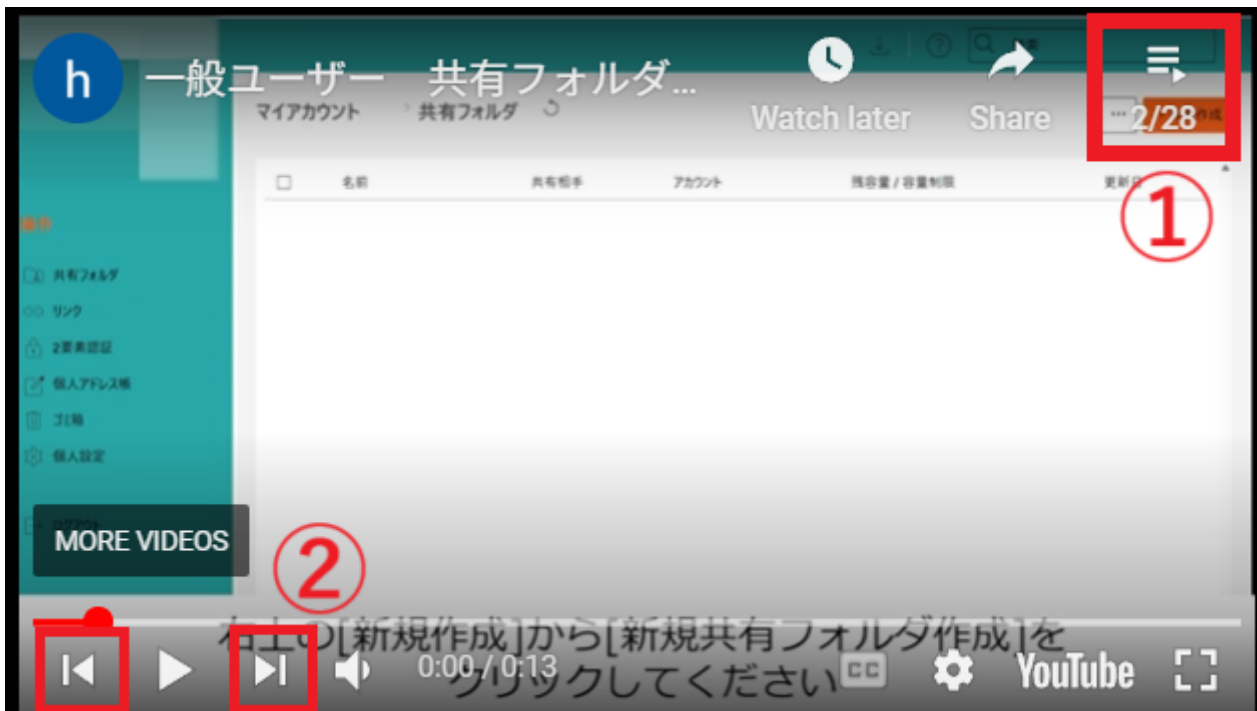 h
一般ユーザー 共有フォルダ...
Watch later
Share
2/28
①
マイアカウント > 共有フォルダ
名前
共有相手
アカウント
残容量 / 容量制限
更新日
操作
共有フォルダ
リンク
2要素認証
個人アドレス帳
ゴミ箱
個人設定
MORE VIDEOS
②
右上の[新規作成]から[新規共有フォルダ作成]を
クリックしてください
0:00 / 0:13
CC
YouTube